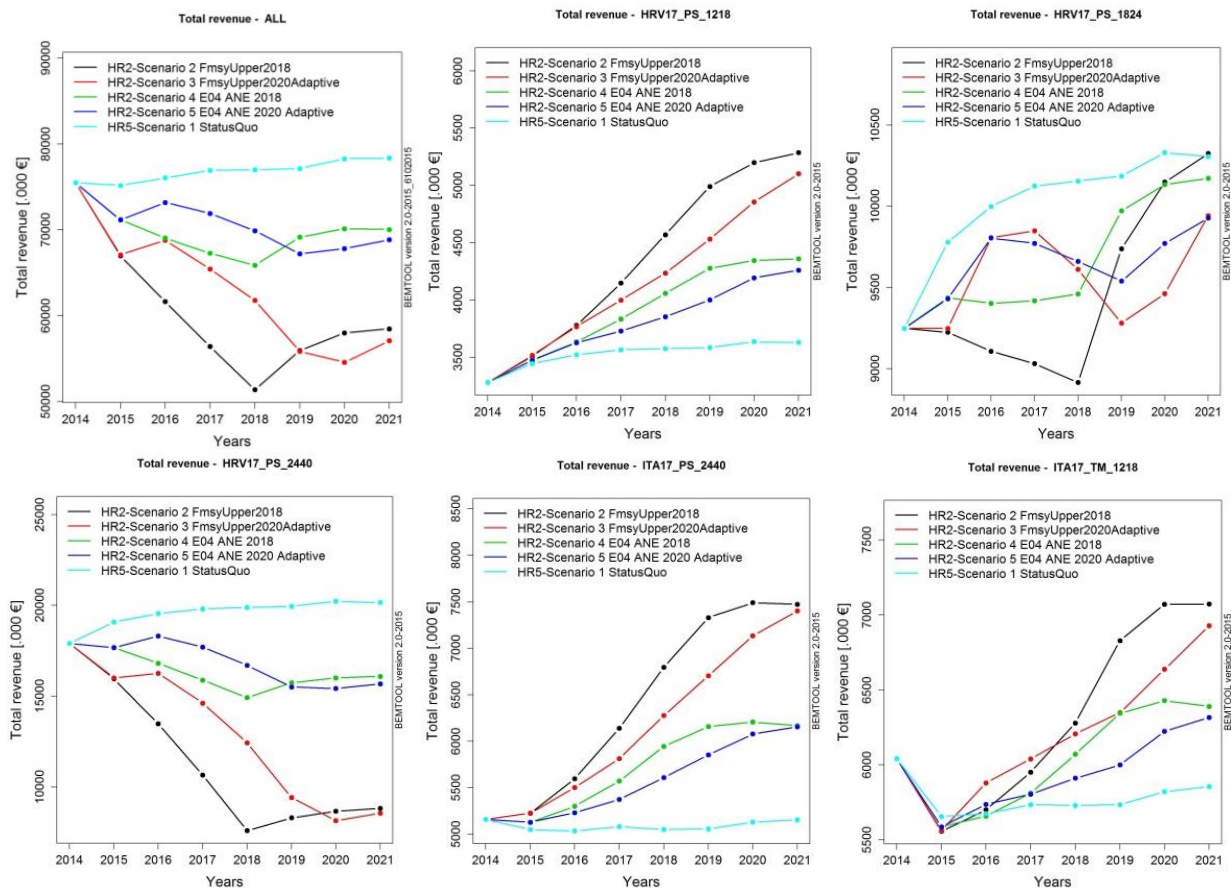 Total revenue - ALL
HR2-Scenario 2 FmsyUpper2018
HR2-Scenario 3 FmsyUpper2020Adaptive
HR2-Scenario 4 E04 ANE 2018
HR2-Scenario 5 E04 ANE 2020 Adaptive
HR5-Scenario 1 StatusQuo
Total revenue [.000 €]
90000
80000
70000
60000
50000
2014 2015 2016 2017 2018 2019 2020 2021
Years
BEMTOOL version 2.0-2015_6102015
Total revenue - HRV17_PS_1218
HR2-Scenario 2 FmsyUpper2018
HR2-Scenario 3 FmsyUpper2020Adaptive
HR2-Scenario 4 E04 ANE 2018
HR2-Scenario 5 E04 ANE 2020 Adaptive
HR5-Scenario 1 StatusQuo
Total revenue [.000 €]
6000
5500
5000
4500
4000
3500
2014 2015 2016 2017 2018 2019 2020 2021
Years
BEMTOOL version 2.0-2015
Total revenue - HRV17_PS_1824
HR2-Scenario 2 FmsyUpper2018
HR2-Scenario 3 FmsyUpper2020Adaptive
HR2-Scenario 4 E04 ANE 2018
HR2-Scenario 5 E04 ANE 2020 Adaptive
HR5-Scenario 1 StatusQuo
Total revenue [.000 €]
10500
10000
9500
9000
2014 2015 2016 2017 2018 2019 2020 2021
Years
BEMTOOL version 2.0-2015
Total revenue - HRV17_PS_2440
HR2-Scenario 2 FmsyUpper2018
HR2-Scenario 3 FmsyUpper2020Adaptive
HR2-Scenario 4 E04 ANE 2018
HR2-Scenario 5 E04 ANE 2020 Adaptive
HR5-Scenario 1 StatusQuo
Total revenue [.000 €]
25000
20000
15000
10000
2014 2015 2016 2017 2018 2019 2020 2021
Years
BEMTOOL version 2.0-2015
Total revenue - ITA17_PS_2440
HR2-Scenario 2 FmsyUpper2018
HR2-Scenario 3 FmsyUpper2020Adaptive
HR2-Scenario 4 E04 ANE 2018
HR2-Scenario 5 E04 ANE 2020 Adaptive
HR5-Scenario 1 StatusQuo
Total revenue [.000 €]
8500
8000
7500
7000
6500
6000
5500
5000
2014 2015 2016 2017 2018 2019 2020 2021
Years
BEMTOOL version 2.0-2015
Total revenue - ITA17_TM_1218
HR2-Scenario 2 FmsyUpper2018
HR2-Scenario 3 FmsyUpper2020Adaptive
HR2-Scenario 4 E04 ANE 2018
HR2-Scenario 5 E04 ANE 2020 Adaptive
HR5-Scenario 1 StatusQuo
Total revenue [.000 €]
7500
7000
6500
6000
5500
2014 2015 2016 2017 2018 2019 2020 2021
Years
BEMTOOL version 2.0-2015